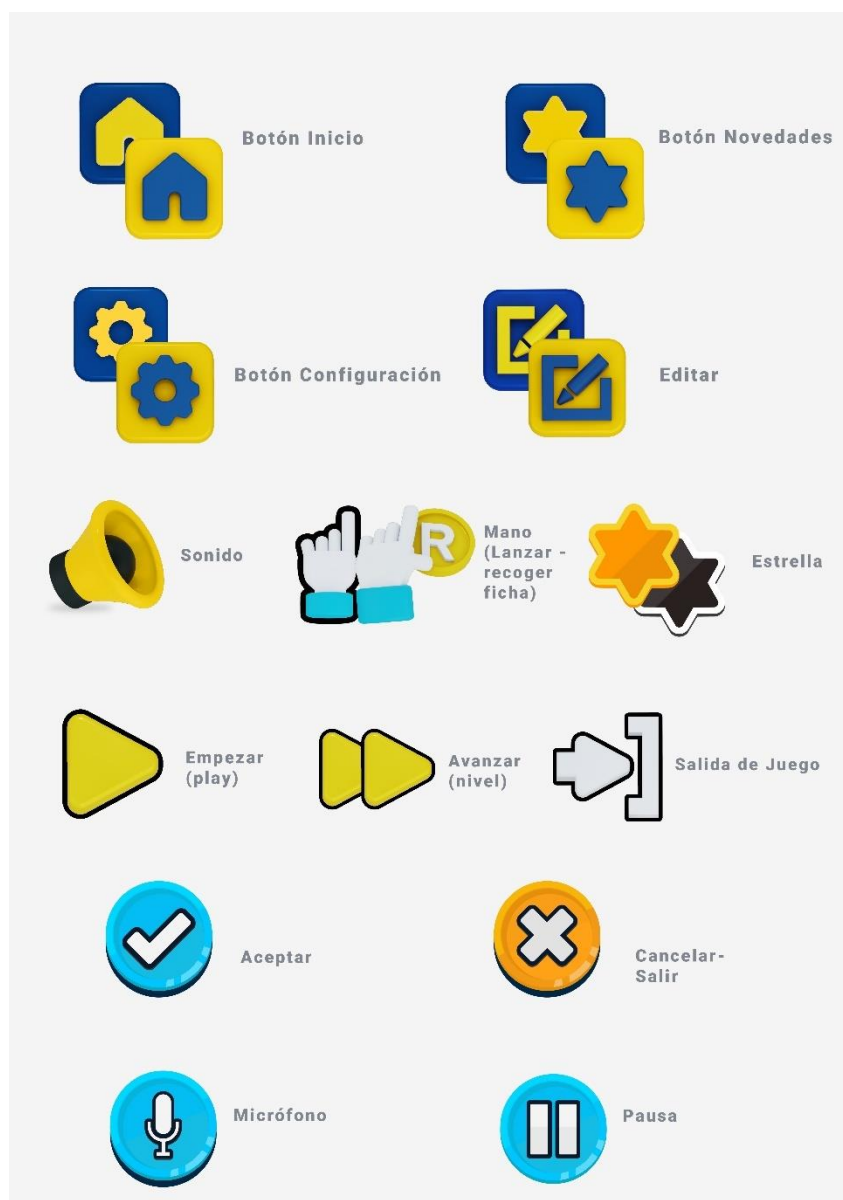 Botón Inicio
Botón Novedades
Botón Configuración
Editar
Sonido
R
Mano
(Lanzar -
recoger
ficha)
Estrella
Empezar
(play)
Avanzar
(nivel)
Salida de Juego
Aceptar
Cancelar-
Salir
Micrófono
Pausa